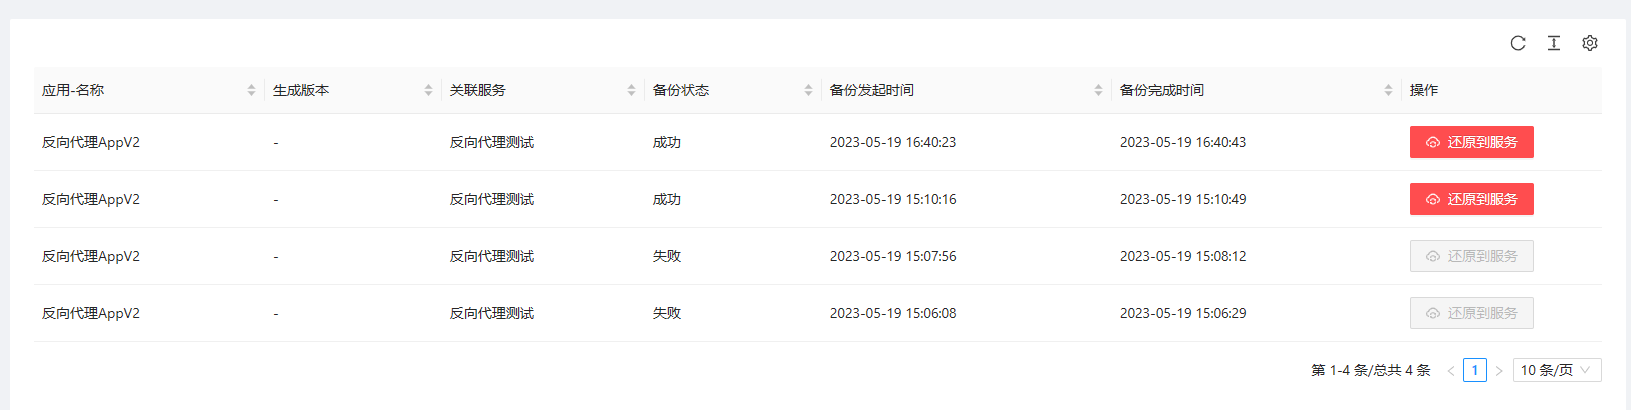 应用-名称 生成版本 关联服务 备份状态 备份发起时间 备份完成时间 操作
反向代理AppV2 - 反向代理测试 成功 2023-05-19 16:40:23 2023-05-19 16:40:43 还原到服务
反向代理AppV2 - 反向代理测试 成功 2023-05-19 15:10:16 2023-05-19 15:10:49 还原到服务
反向代理AppV2 - 反向代理测试 失败 2023-05-19 15:07:56 2023-05-19 15:08:12 还原到服务
反向代理AppV2 - 反向代理测试 失败 2023-05-19 15:06:08 2023-05-19 15:06:29 还原到服务
第 1-4 条/总共 4 条 < 1 > 10 条/页